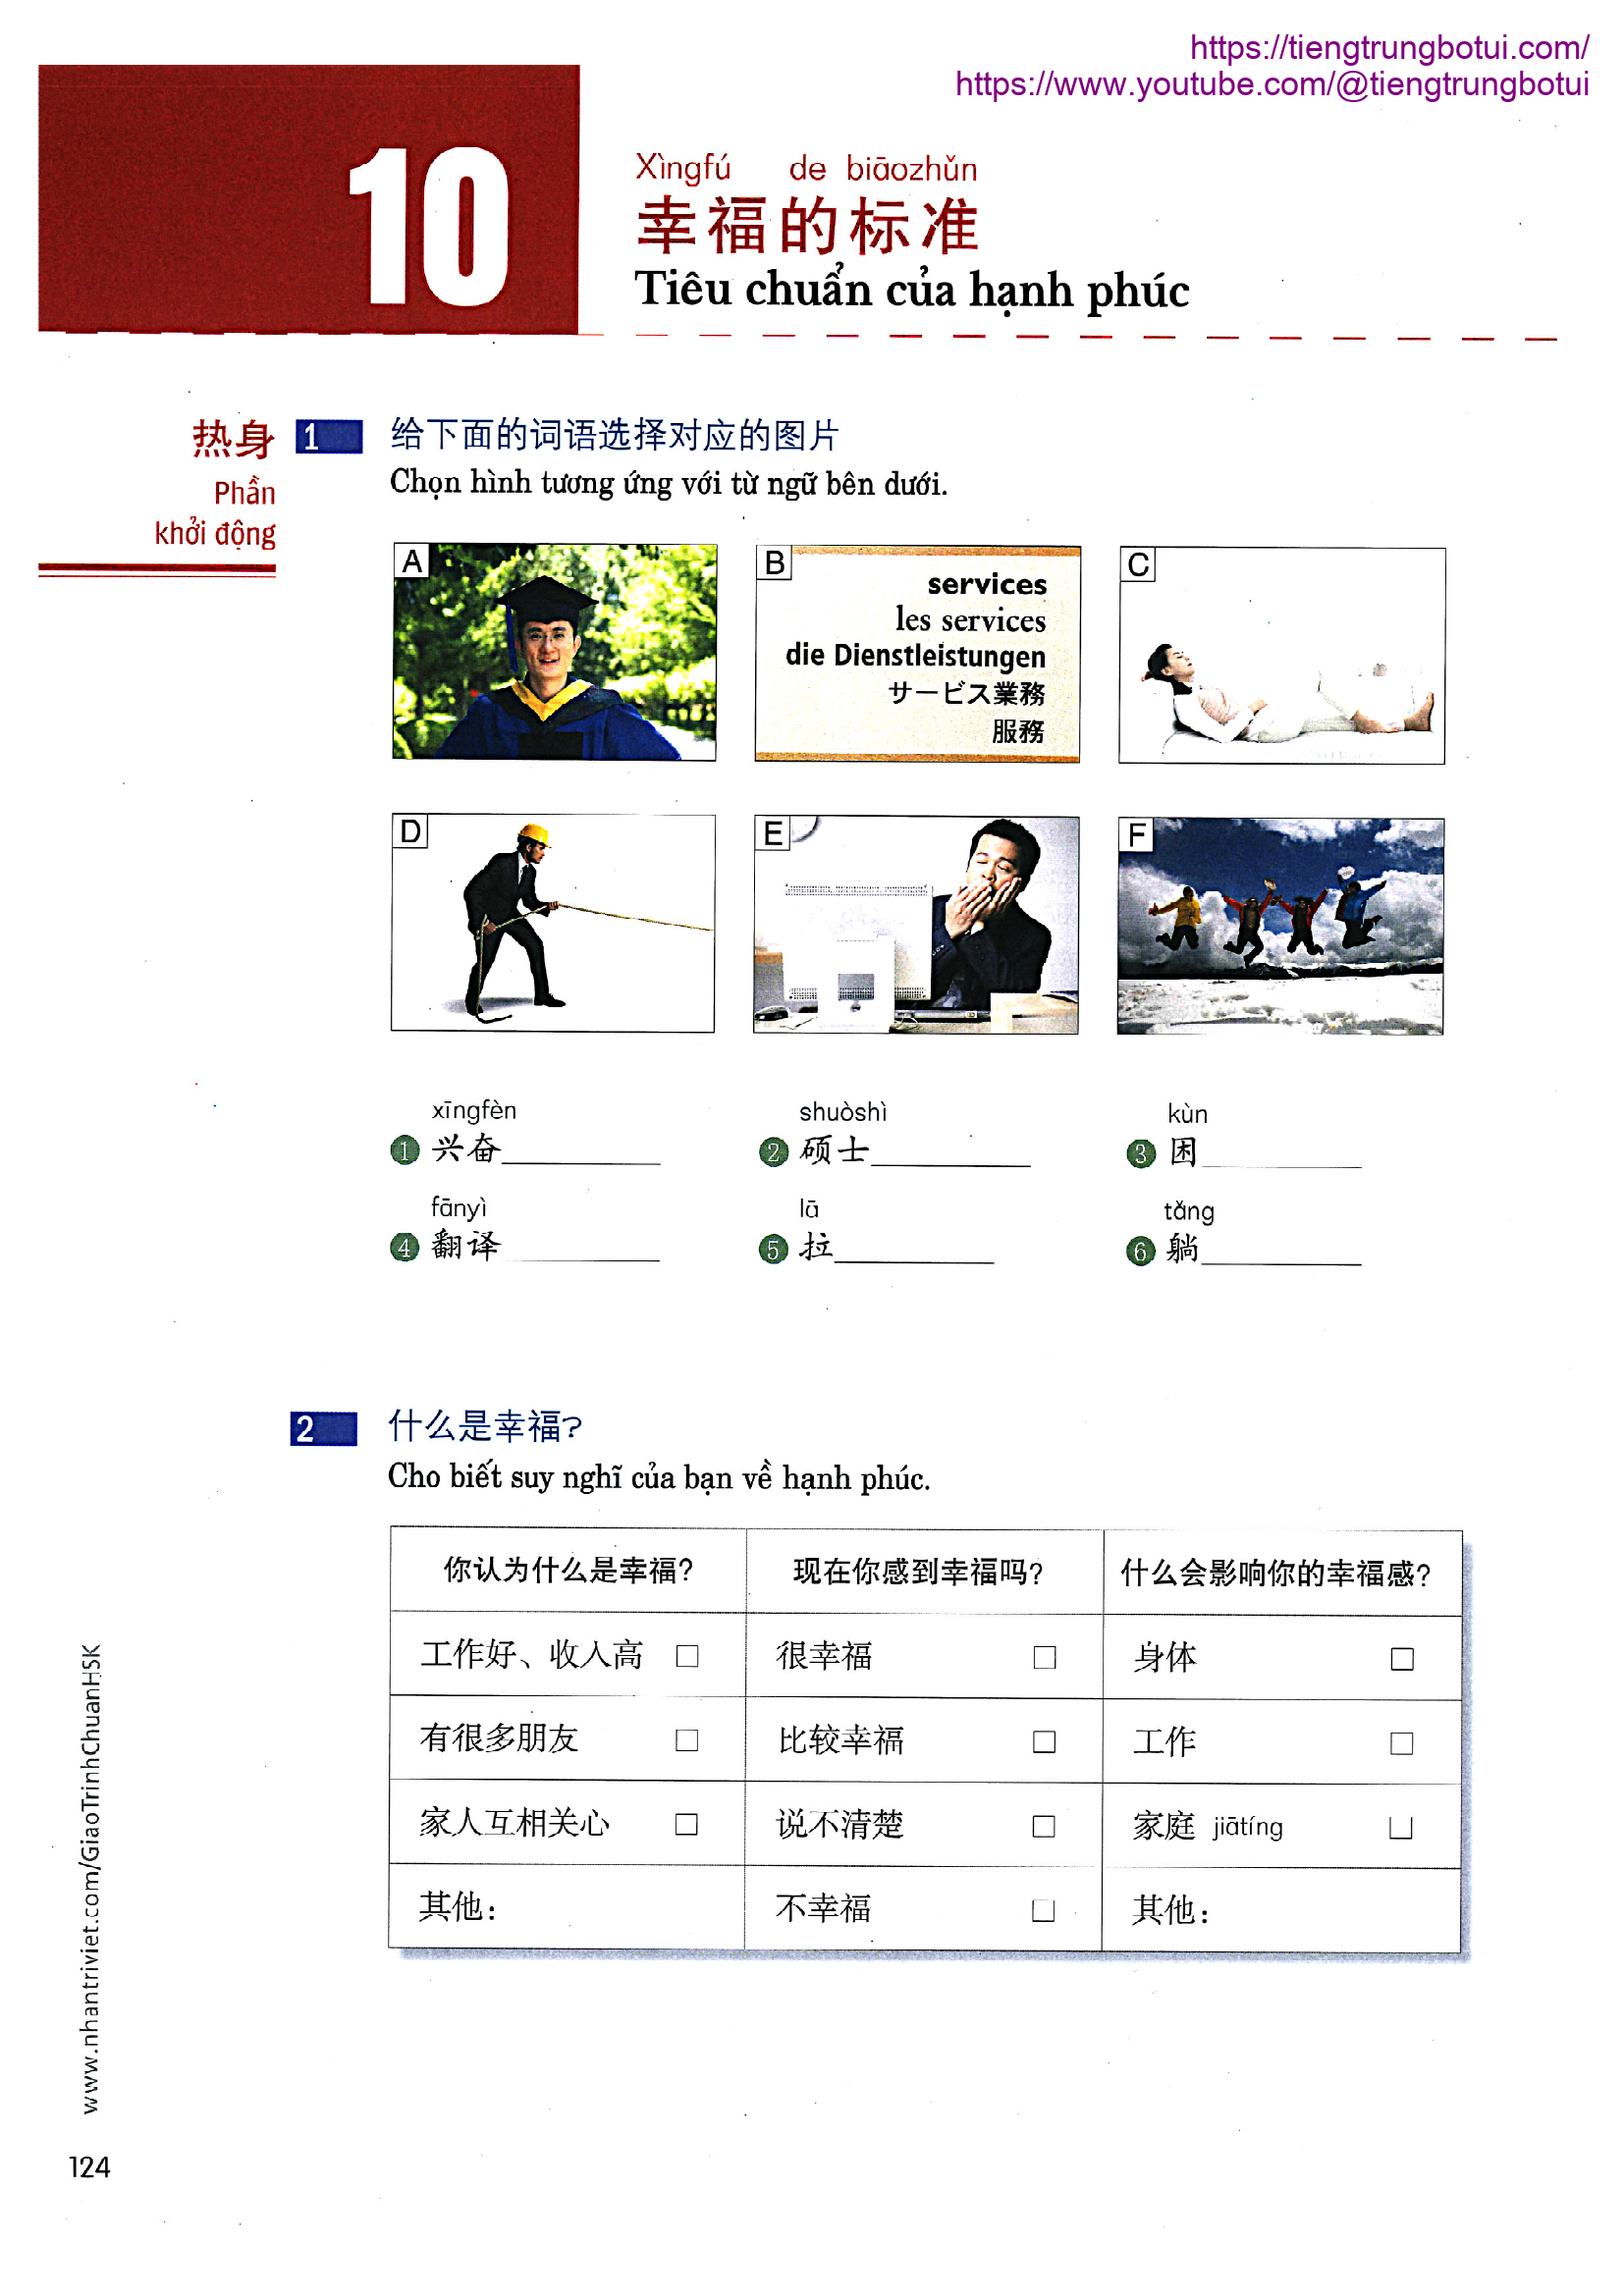 https://tiengtrungbotui.com/
https://www.youtube.com/@tiengtrungbotui
10
Xìngfú de biāozhǔn
幸福的标准
Tiêu chuẩn của hạnh phúc
热身
Phần
khởi động
1 给下面的词语选择对应的图片
Chọn hình tương ứng với từ ngữ bên dưới.
A
B
services
les services
die Dienstleistungen
サービス業務
服務
C
D
E
F
xīngfèn shuòshì kùn
1 兴奋 2 硕士 3 困
fānyì lā tǎng
4 翻译 5 拉 6 躺
2 什么是幸福?
Cho biết suy nghĩ của bạn về hạnh phúc.
你认为什么是幸福? 现在你感到幸福吗? 什么会影响你的幸福感?
工作好、收入高 □ 很幸福 □ 身体 □
有很多朋友 □ 比较幸福 □ 工作 □
家人互相关心 □ 说不清楚 □ 家庭 jiātíng □
其他: 不幸福 □ 其他:
www.nhantriviet.com/GiaoTrinhChuanHSK
124